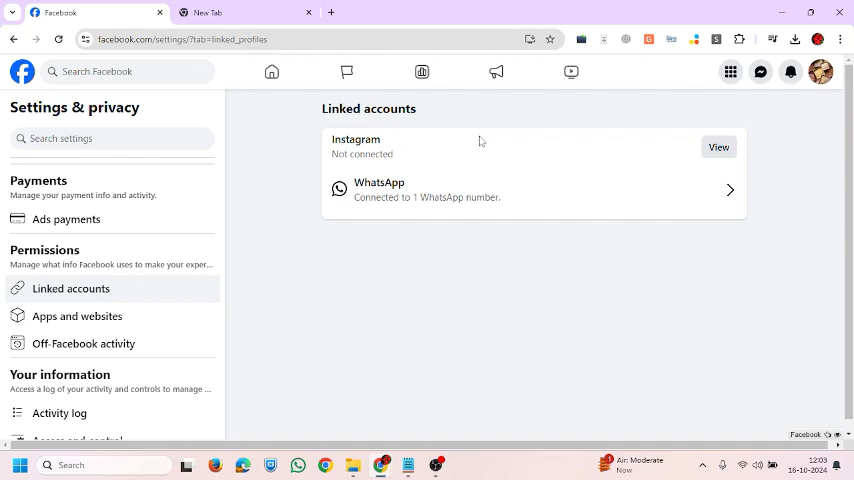 Facebook
New Tab
facebook.com/settings/?tab=linked_profiles
Search Facebook
Settings & privacy
Search settings
Payments
Manage your payment info and activity.
Ads payments
Permissions
Manage what info Facebook uses to make your exper...
Linked accounts
Apps and websites
Off-Facebook activity
Your information
Access a log of your activity and controls to manage ...
Activity log
Linked accounts
Instagram
Not connected
View
WhatsApp
Connected to 1 WhatsApp number.
Facebook
Search
Air: Moderate
Now
12:03
16-10-2024